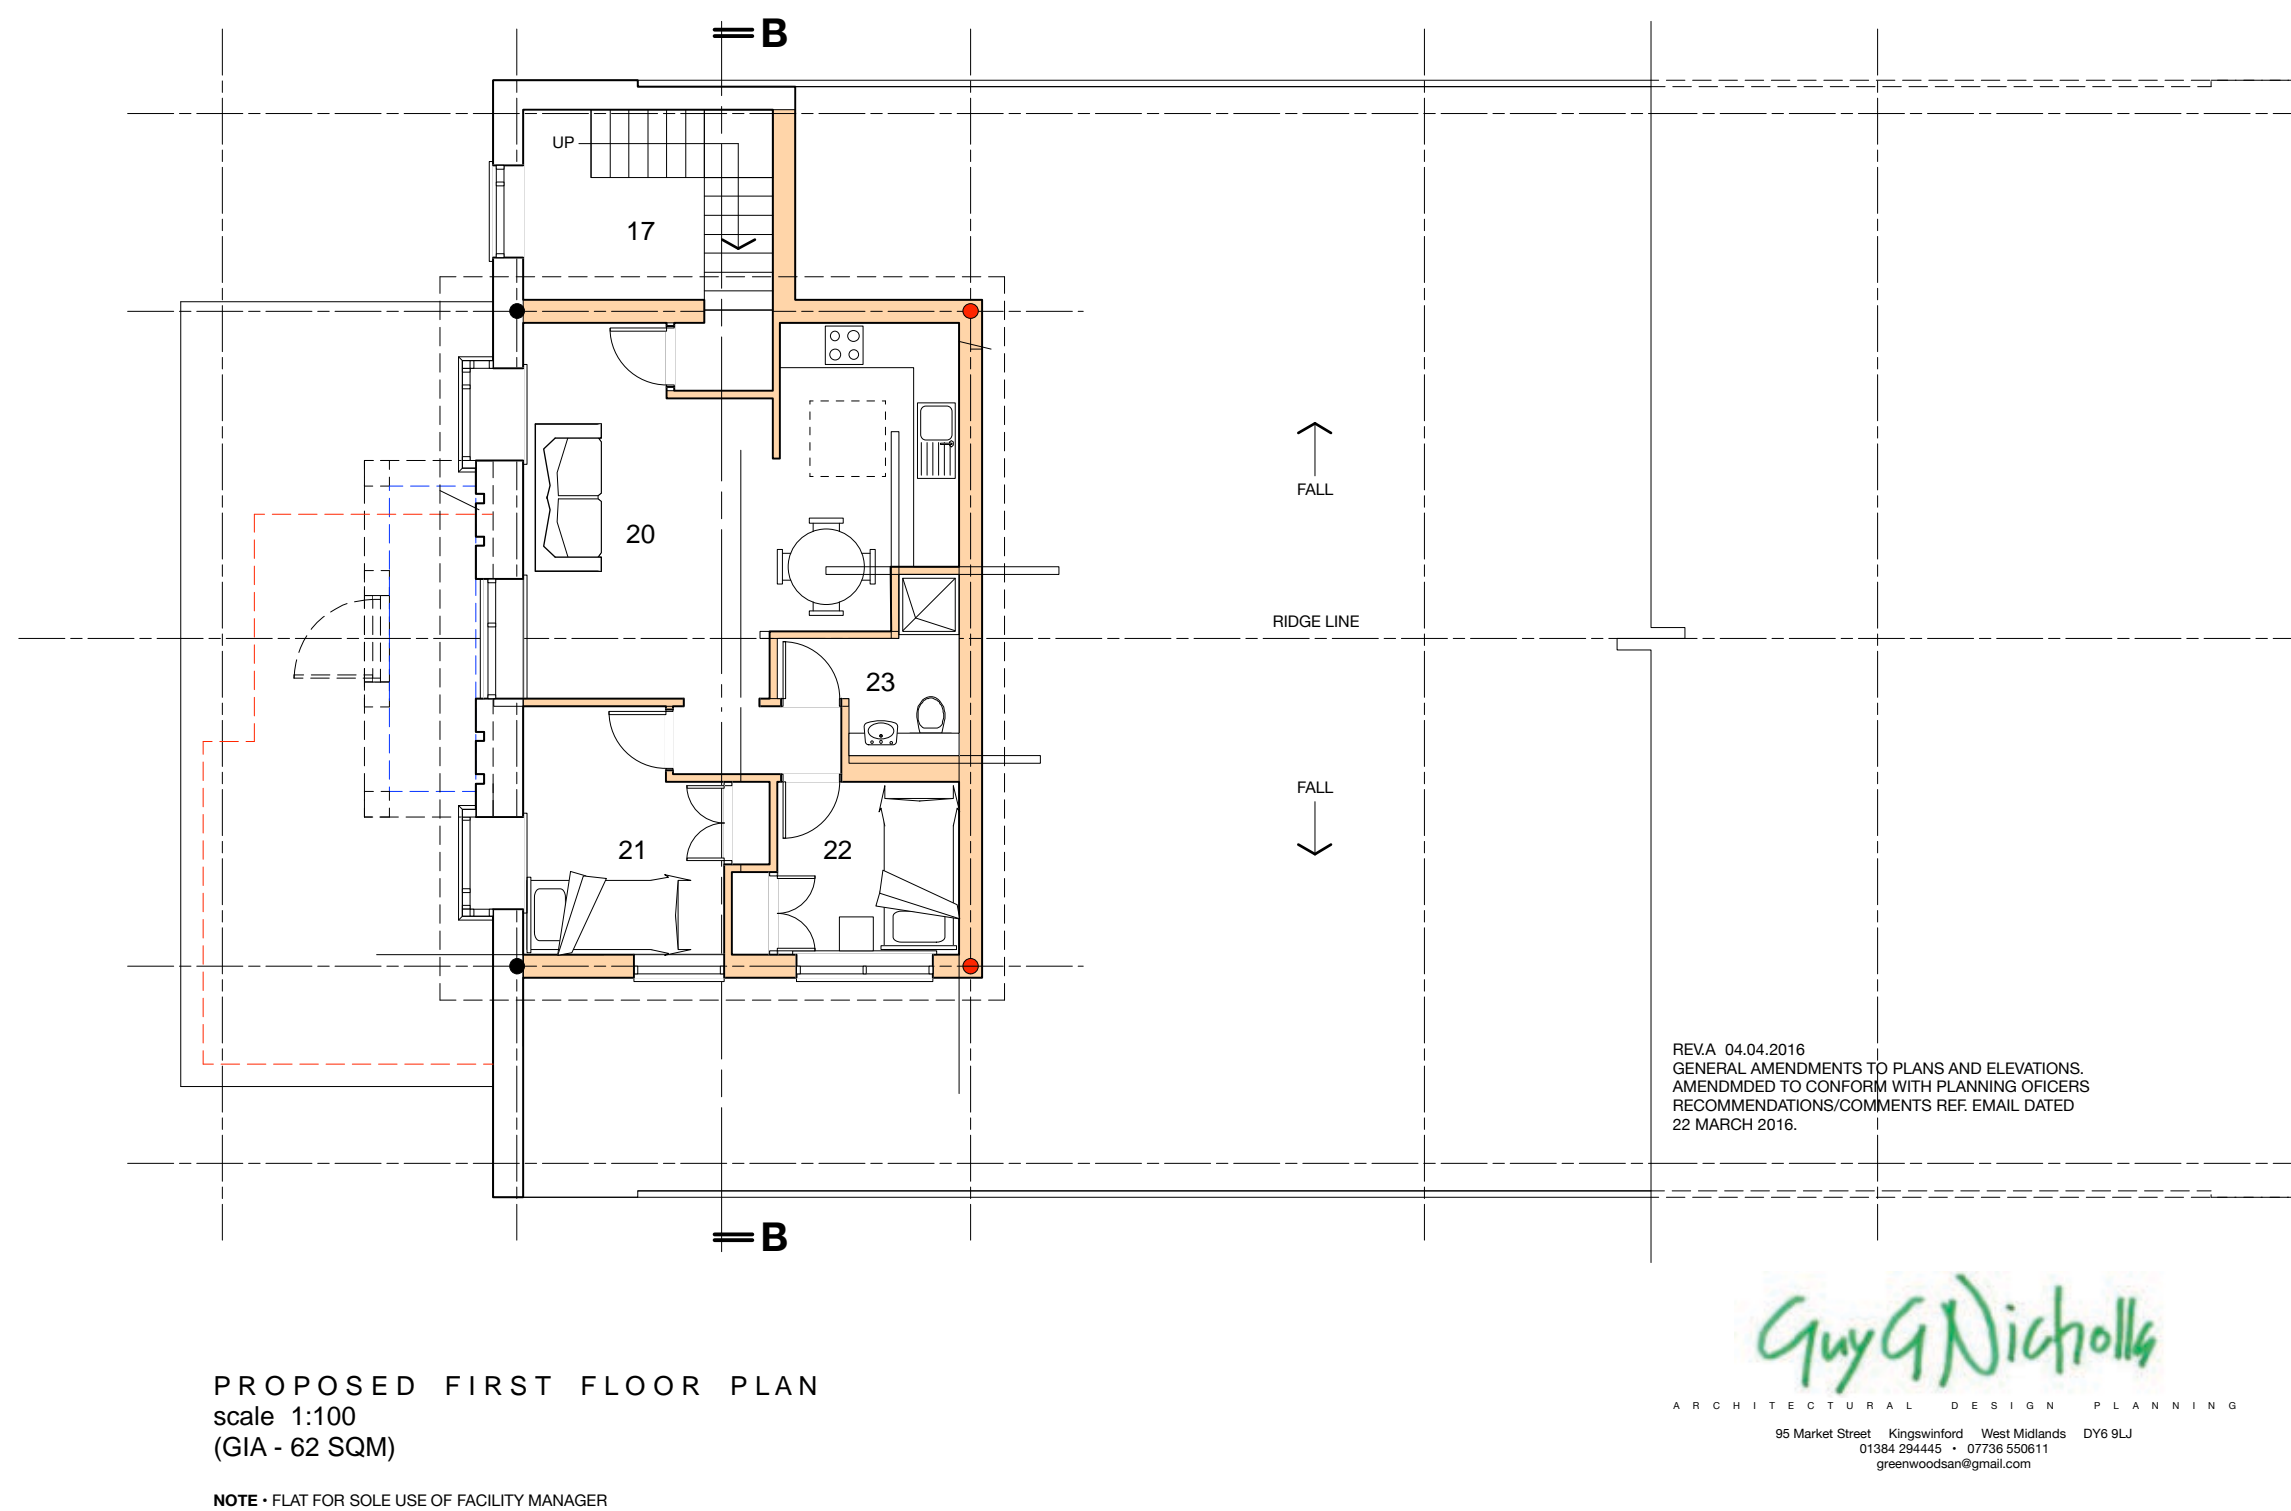 B
UP
17
20
FALL
RIDGE LINE
23
FALL
21
22
REV.A 04.04.2016
GENERAL AMENDMENTS TO PLANS AND ELEVATIONS.
AMENDMDED TO CONFORM WITH PLANNING OFICERS
RECOMMENDATIONS/COMMENTS REF. EMAIL DATED
22 MARCH 2016.
B
Guy G Nicholls
ARCHITECTURAL DESIGN PLANNING
95 Market Street Kingswinford West Midlands DY6 9LJ
01384 294445 • 07736 550611
greenwoodsan@gmail.com
PROPOSED FIRST FLOOR PLAN
scale 1:100
(GIA - 62 SQM)
NOTE • FLAT FOR SOLE USE OF FACILITY MANAGER